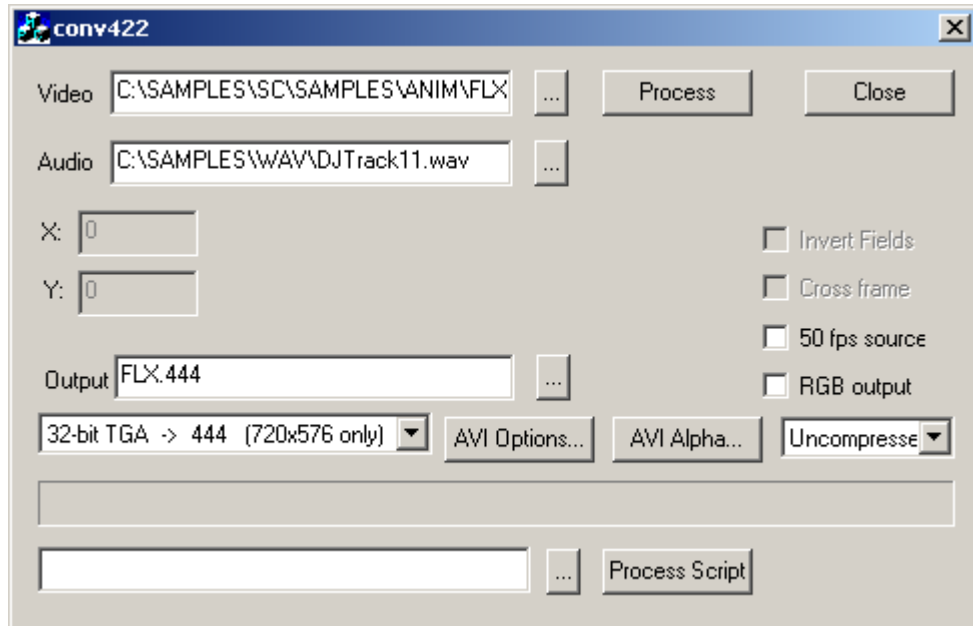 conv422
Video C:\SAMPLES\SC\SAMPLES\ANIM\FLX ... Process Close
Audio C:\SAMPLES\WAV\DJTrack11.wav ...
X: 0
Invert Fields
Y: 0
Cross frame
50 fps source
Output FLX.444 ...
RGB output
32-bit TGA -> 444 (720x576 only) AVI Options... AVI Alpha... Uncompresse
... Process Script